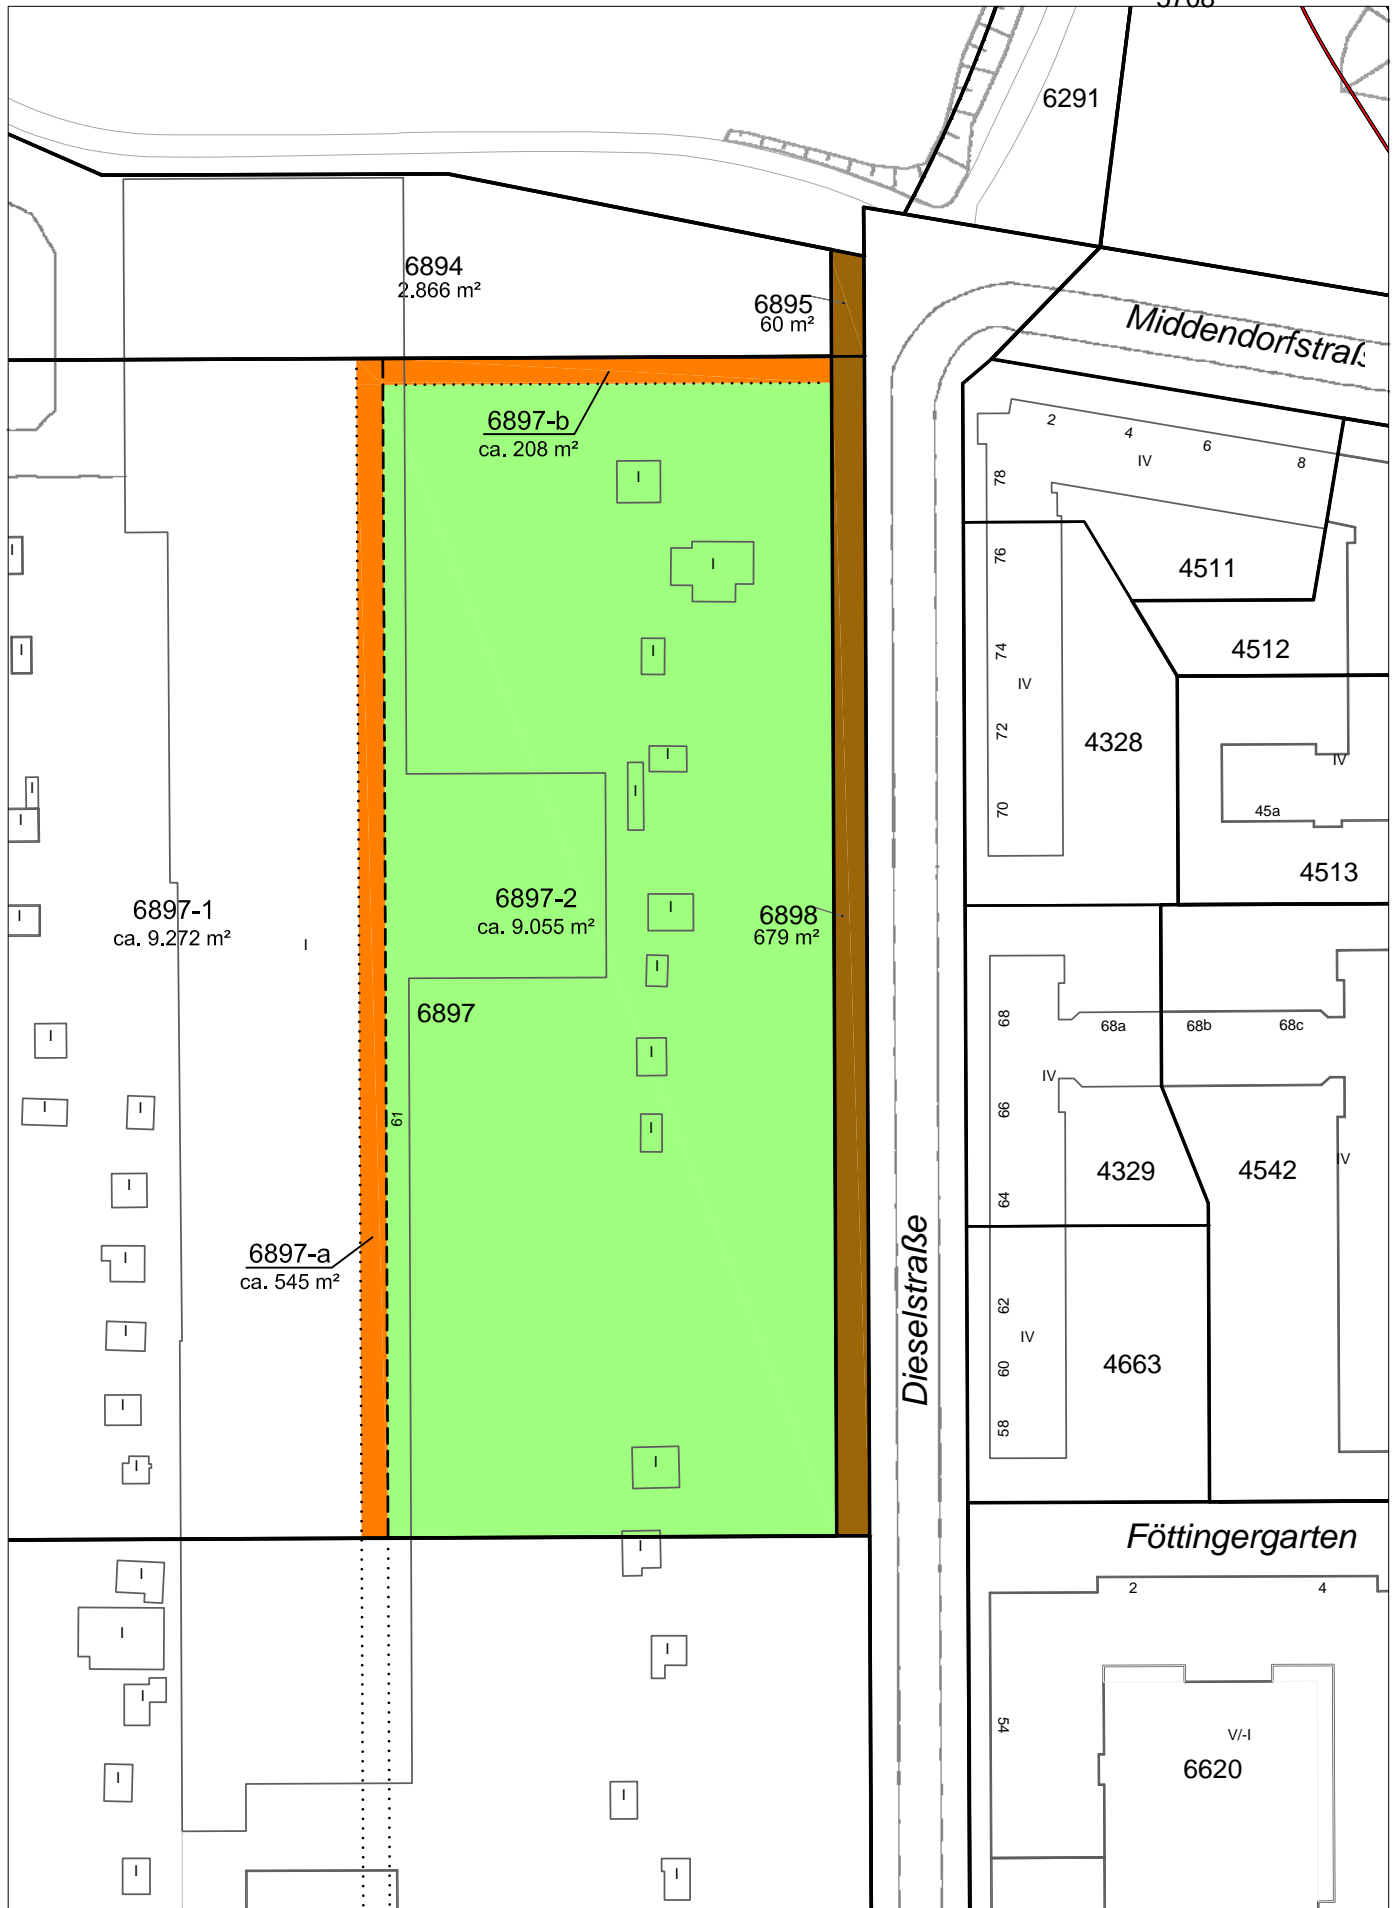 5708
6291
6894
2.866 m²
6895
60 m²
Middendorfstraß
6897-b
ca. 208 m²
2
4
6
8
IV
78
I
I
76
I
4511
I
I
74
4512
I
IV
72
4328
I
IV
I
I
70
45a
I
4513
6897-2
ca. 9.055 m²
6897-1
ca. 9.272 m²
I
I
I
6898
679 m²
I
6897
68
68a
68b
68c
I
I
IV
I
I
61
66
I
4329
4542
IV
I
64
6897-a
ca. 545 m²
I
Dieselstraße
62
I
IV
4663
60
I
58
I
I
I
Föttingergarten
I
2
4
I
I
I
54
V/-I
6620
I
I
I
I